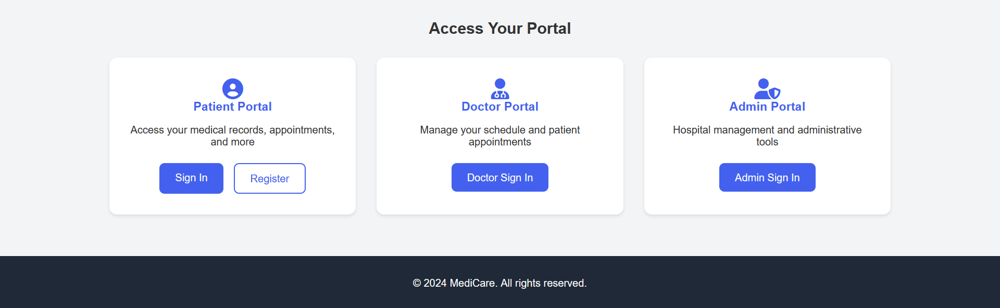 Access Your Portal
Patient Portal
Access your medical records, appointments,
and more
Sign In
Register
Doctor Portal
Manage your schedule and patient
appointments
Doctor Sign In
Admin Portal
Hospital management and administrative
tools
Admin Sign In
© 2024 MediCare. All rights reserved.